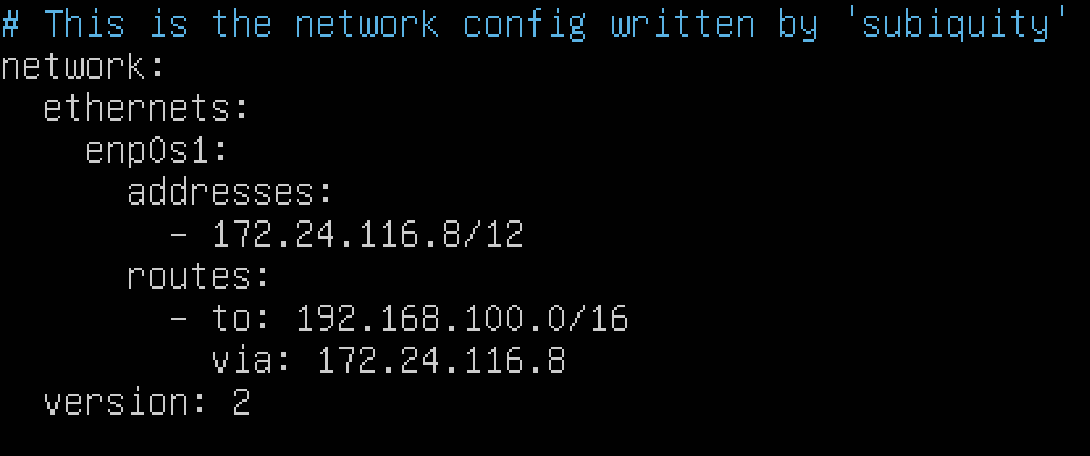 # This is the network config written by 'subiquity'
network:
  ethernets:
    enp0s1:
      addresses:
        - 172.24.116.8/12
      routes:
        - to: 192.168.100.0/16
          via: 172.24.116.8
  version: 2